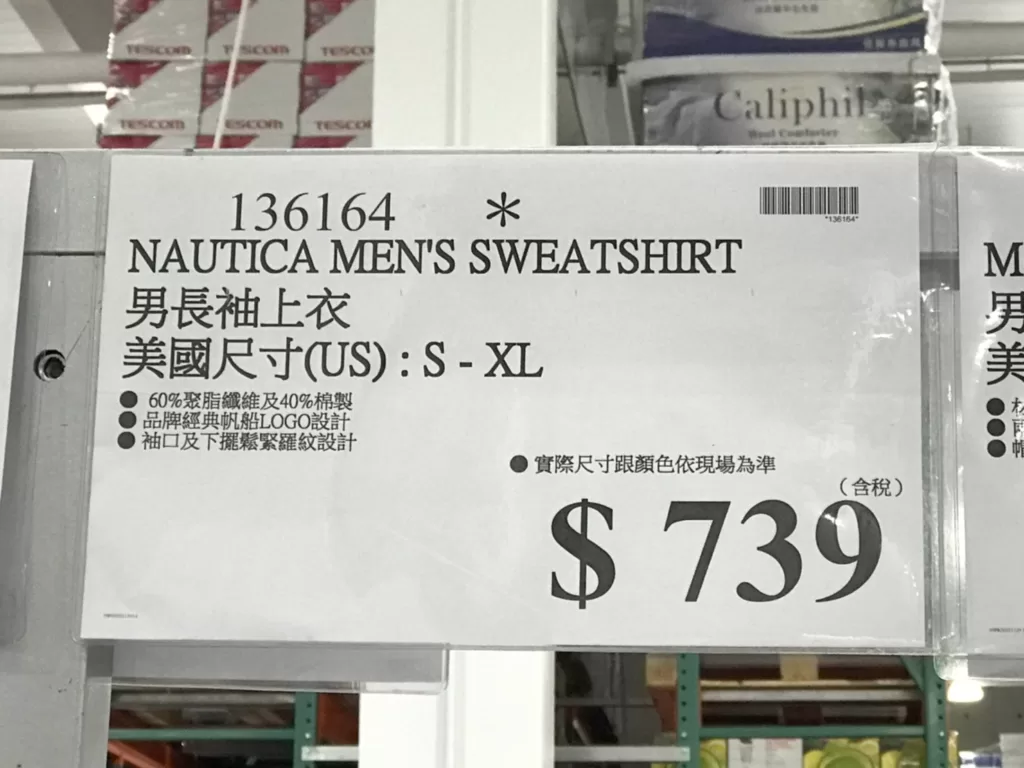 TESCOM TESCOM TESCOM
TESCOM TESCOM TESCO
Caliphil
Wool Comforter
136164 *
*136164*
NAUTICA MEN'S SWEATSHIRT
男長袖上衣
美國尺寸(US) : S - XL
● 60%聚脂纖維及40%棉製
● 品牌經典帆船LOGO設計
● 袖口及下擺鬆緊羅紋設計
● 實際尺寸跟顏色依現場為準
(含稅)
$ 739
M
男
美